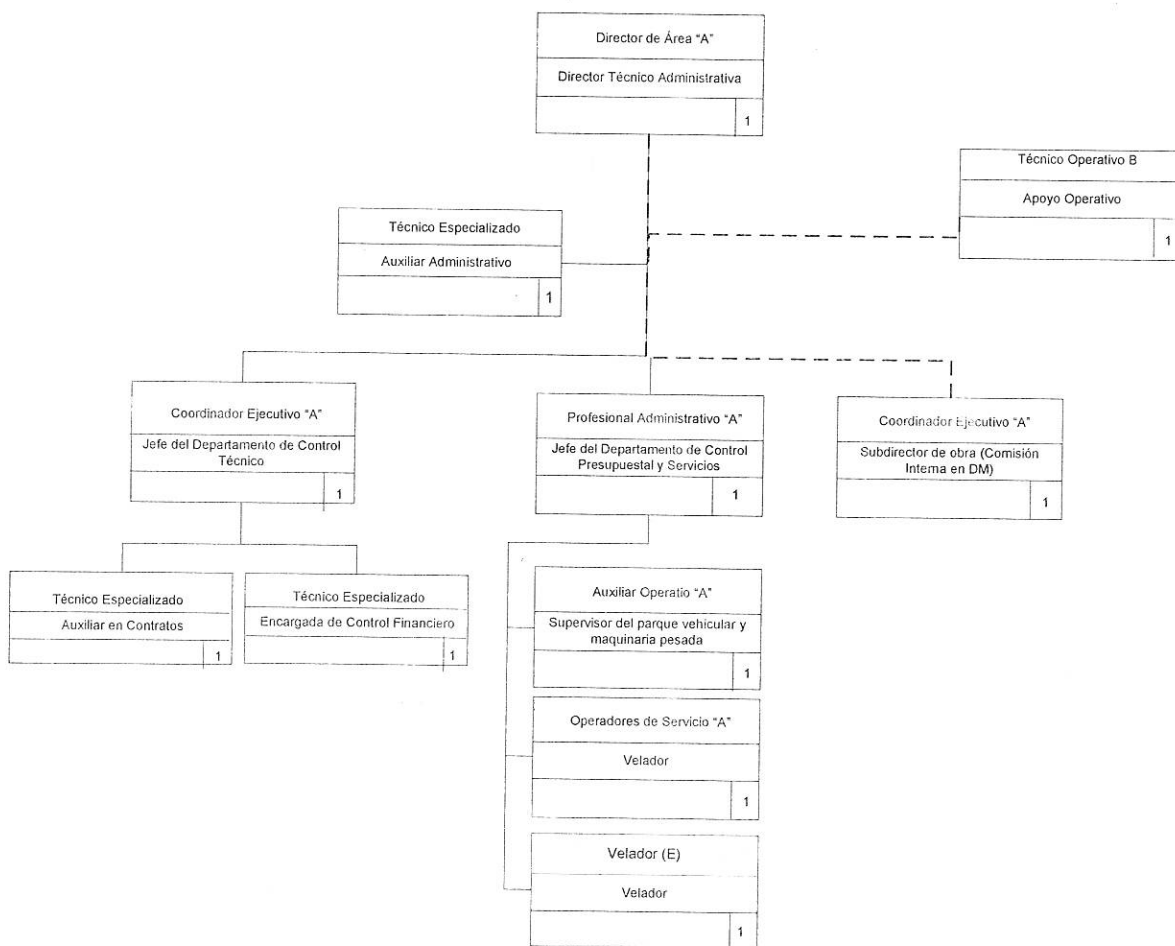 Director de Área "A"
Director Técnico Administrativa
1
Técnico Operativo B
Apoyo Operativo
1
Técnico Especializado
Auxiliar Administrativo
1
Coordinador Ejecutivo "A"
Jefe del Departamento de Control
Técnico
1
Profesional Administrativo "A"
Jefe del Departamento de Control
Presupuestal y Servicios
1
Coordinador Ejecutivo "A"
Subdirector de obra (Comisión
Interna en DM)
1
Técnico Especializado
Auxiliar en Contratos
1
Técnico Especializado
Encargada de Control Financiero
1
Auxiliar Operatio "A"
Supervisor del parque vehicular y
maquinaria pesada
1
Operadores de Servicio "A"
Velador
1
Velador (E)
Velador
1